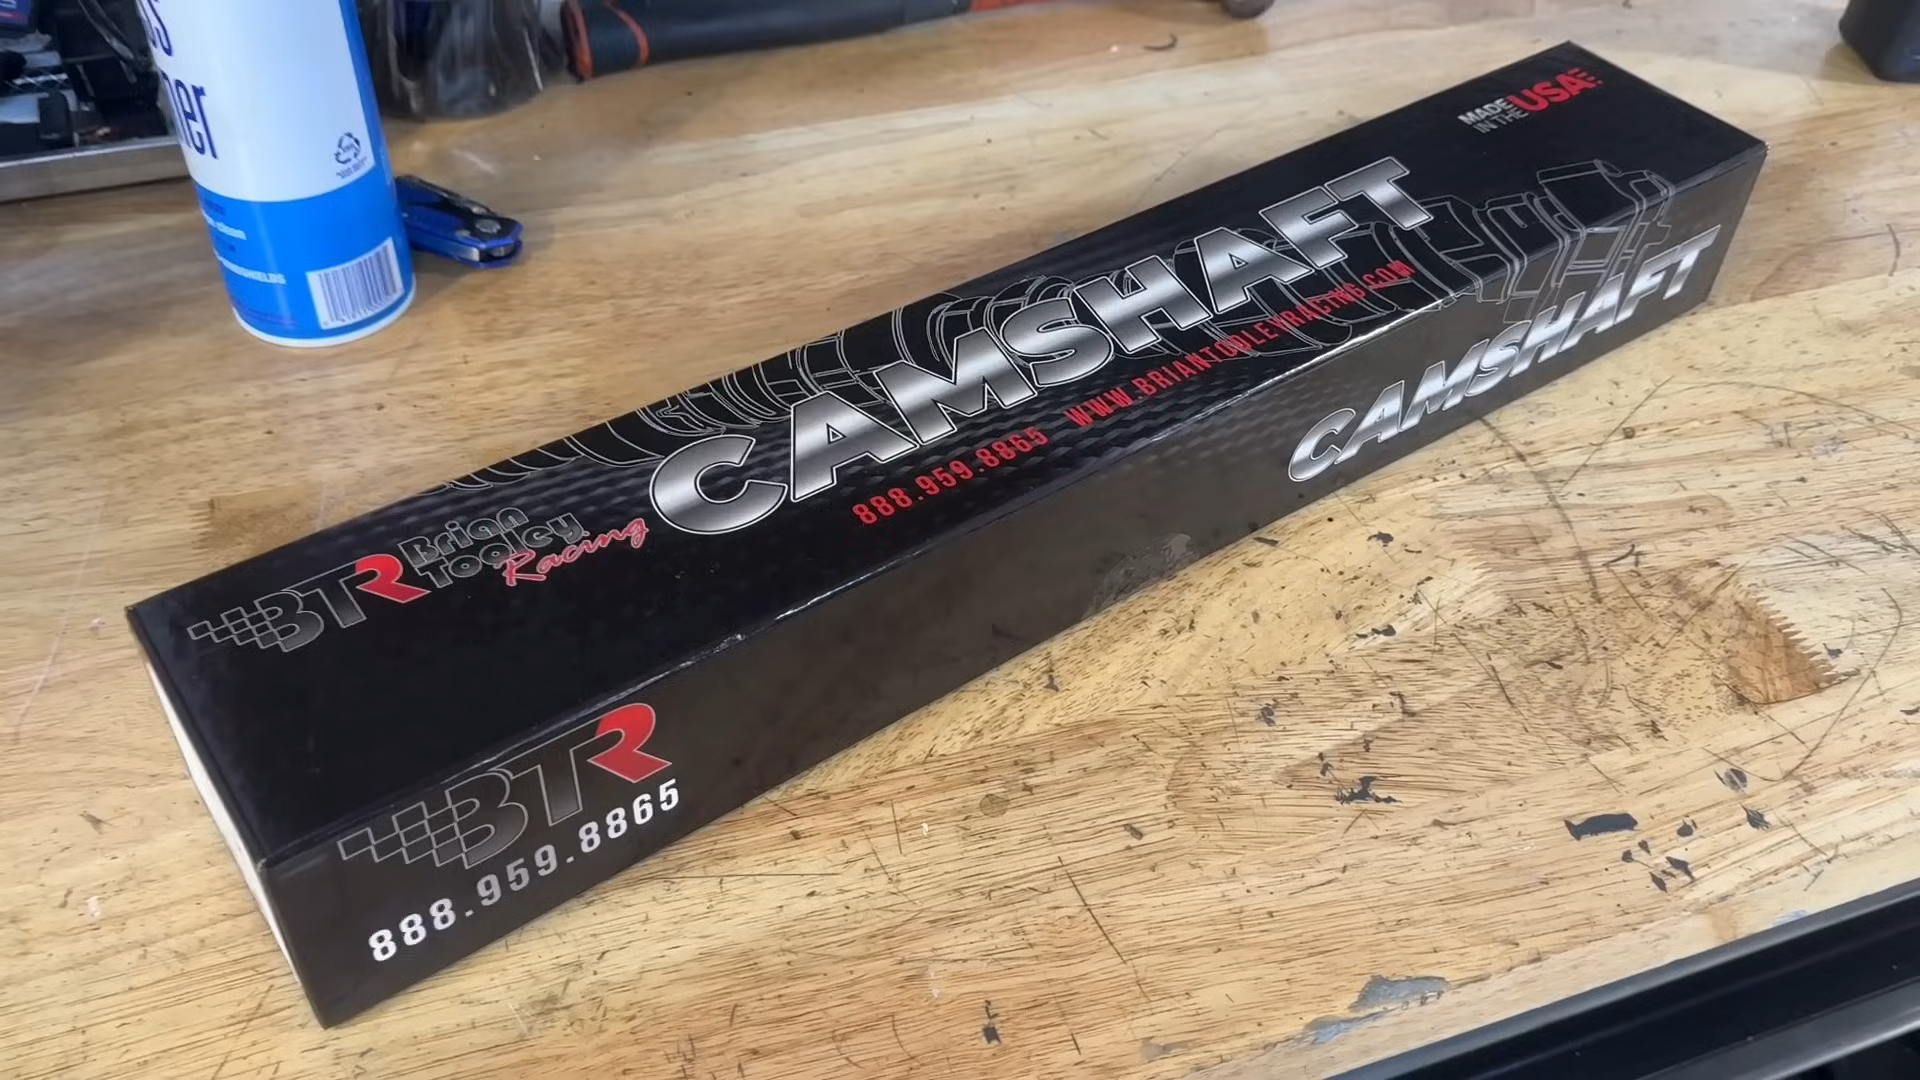 MADE
IN THE
USA
CAMSHAFT
888.959.8865 WWW.BRIANTOOLEYRACING.COM
BTR
Brian
Tooley
Racing
CAMSHAFT
BTR
888.959.8865